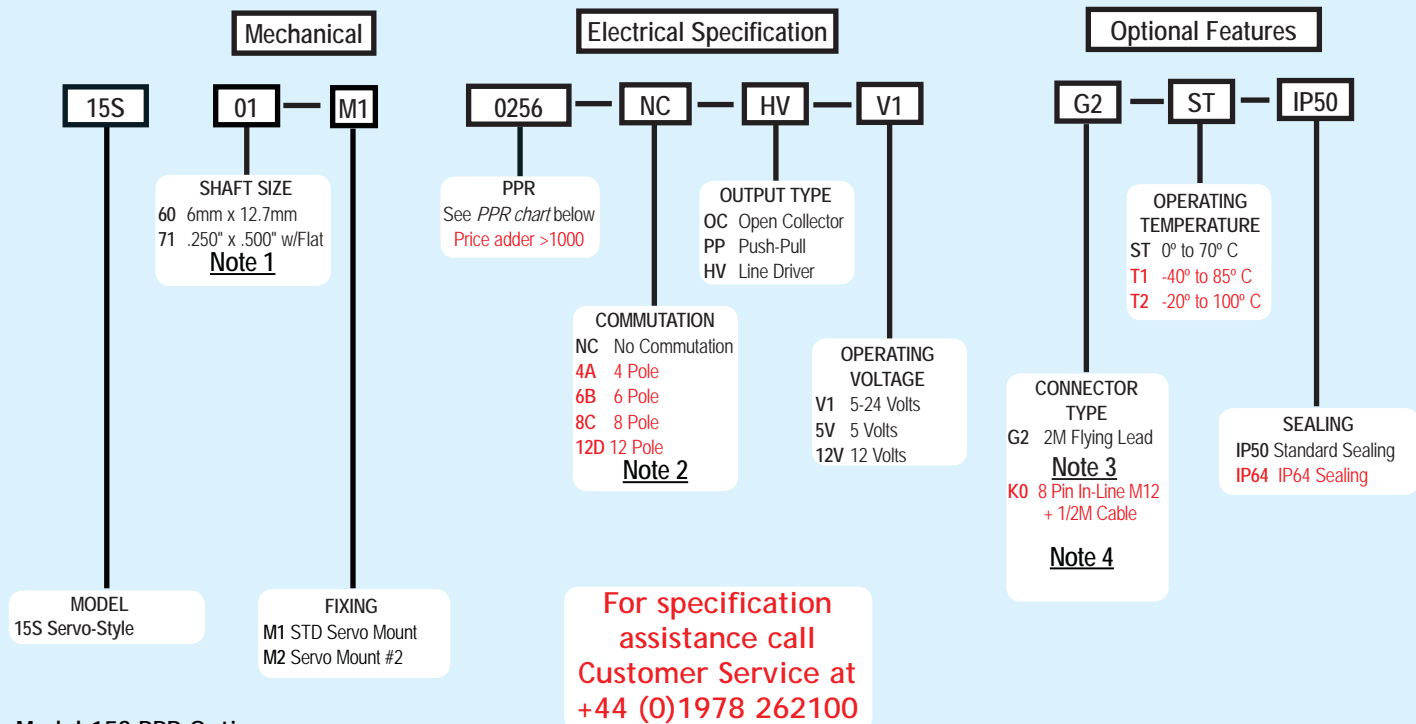 Mechanical
Electrical Specification
Optional Features
15S
01
M1
0256
NC
HV
V1
G2
ST
IP50
SHAFT SIZE
60 6mm x 12.7mm
71 .250" x .500" w/Flat
Note 1
PPR
See PPR chart below
Price adder >1000
OUTPUT TYPE
OC Open Collector
PP Push-Pull
HV Line Driver
OPERATING
TEMPERATURE
ST 0º to 70º C
T1 -40º to 85º C
T2 -20º to 100º C
COMMUTATION
NC No Commutation
4A 4 Pole
6B 6 Pole
8C 8 Pole
12D 12 Pole
Note 2
OPERATING
VOLTAGE
V1 5-24 Volts
5V 5 Volts
12V 12 Volts
CONNECTOR
TYPE
G2 2M Flying Lead
Note 3
K0 8 Pin In-Line M12
+ 1/2M Cable
Note 4
SEALING
IP50 Standard Sealing
IP64 IP64 Sealing
MODEL
15S Servo-Style
FIXING
M1 STD Servo Mount
M2 Servo Mount #2
For specification
assistance call
Customer Service at
+44 (0)1978 262100